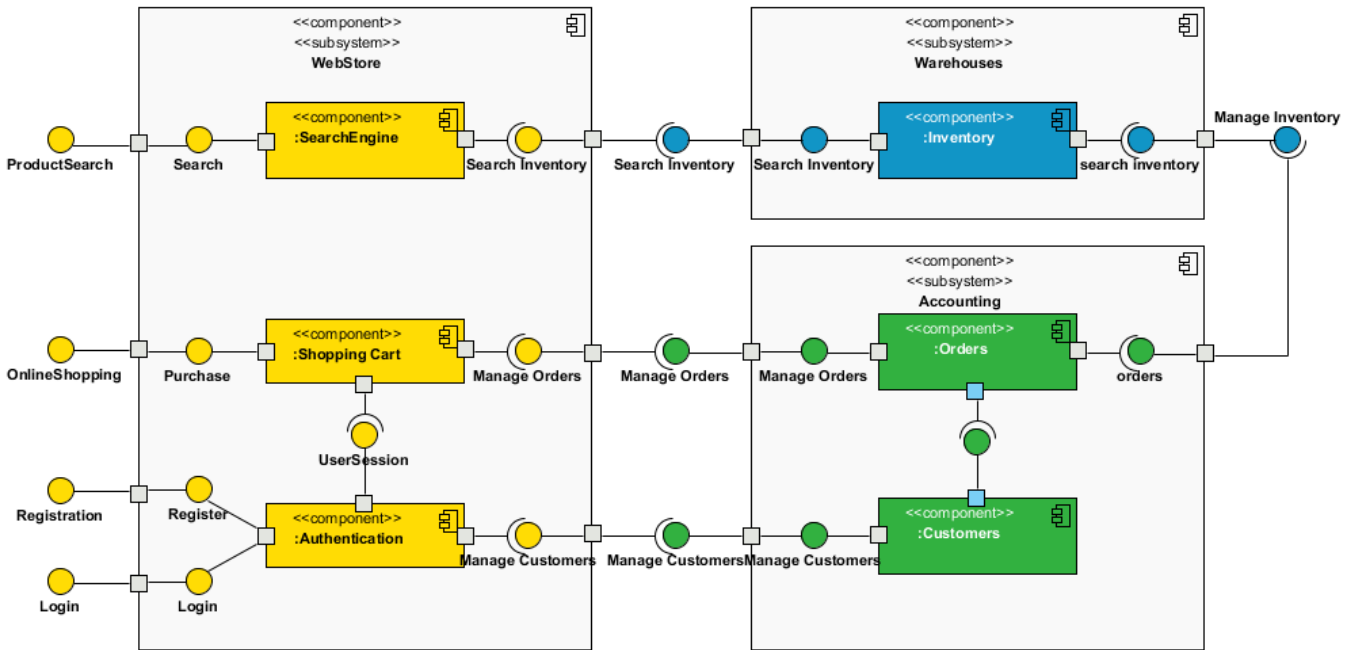 <<component>>
<<subsystem>>
WebStore
<<component>>
<<subsystem>>
Warehouses
<<component>>
:SearchEngine
<<component>>
:Inventory
Manage Inventory
ProductSearch
Search
Search Inventory
Search Inventory
Search Inventory
search inventory
<<component>>
<<subsystem>>
Accounting
<<component>>
:Shopping Cart
<<component>>
:Orders
OnlineShopping
Purchase
Manage Orders
Manage Orders
Manage Orders
orders
UserSession
Registration
Register
<<component>>
:Authentication
<<component>>
:Customers
Manage Customers
Manage Customers
Manage Customers
Login
Login